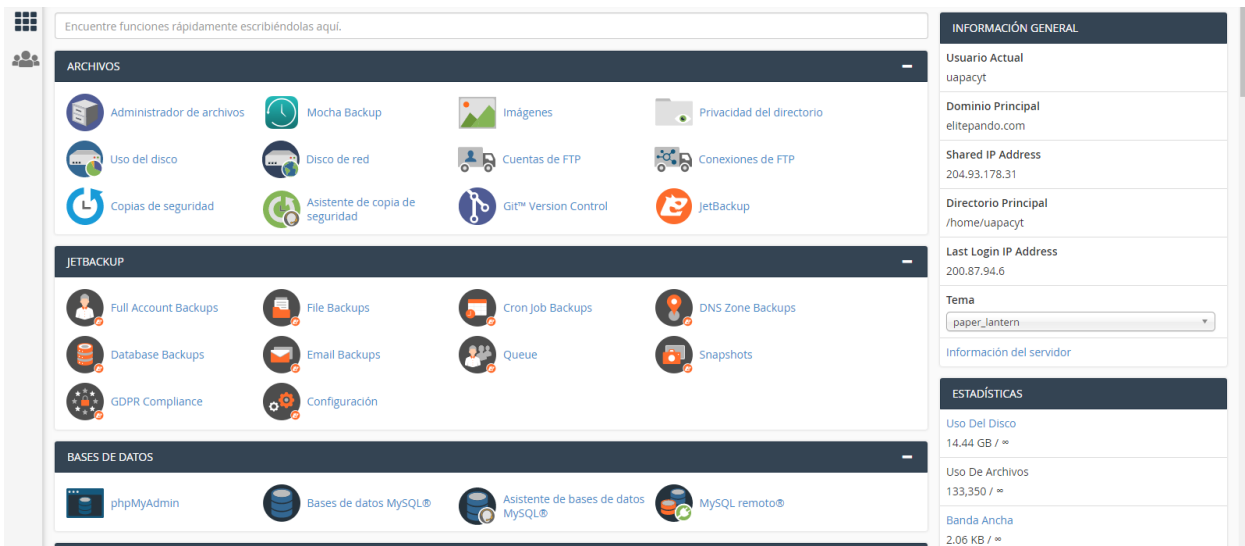 Encuentre funciones rápidamente escribiéndolas aquí.
ARCHIVOS
Administrador de archivos
Mocha Backup
Imágenes
Privacidad del directorio
Uso del disco
Disco de red
Cuentas de FTP
Conexiones de FTP
Copias de seguridad
Asistente de copia de
seguridad
Git™ Version Control
JetBackup
JETBACKUP
Full Account Backups
File Backups
Cron Job Backups
DNS Zone Backups
Database Backups
Email Backups
Queue
Snapshots
GDPR Compliance
Configuración
BASES DE DATOS
phpMyAdmin
Bases de datos MySQL®
Asistente de bases de datos
MySQL®
MySQL remoto®
INFORMACIÓN GENERAL
Usuario Actual
uapacyt
Dominio Principal
elitepando.com
Shared IP Address
204.93.178.31
Directorio Principal
/home/uapacyt
Last Login IP Address
200.87.94.6
Tema
paper_lantern
Información del servidor
ESTADÍSTICAS
Uso Del Disco
14.44 GB / ∞
Uso De Archivos
133,350 / ∞
Banda Ancha
2.06 KB / ∞